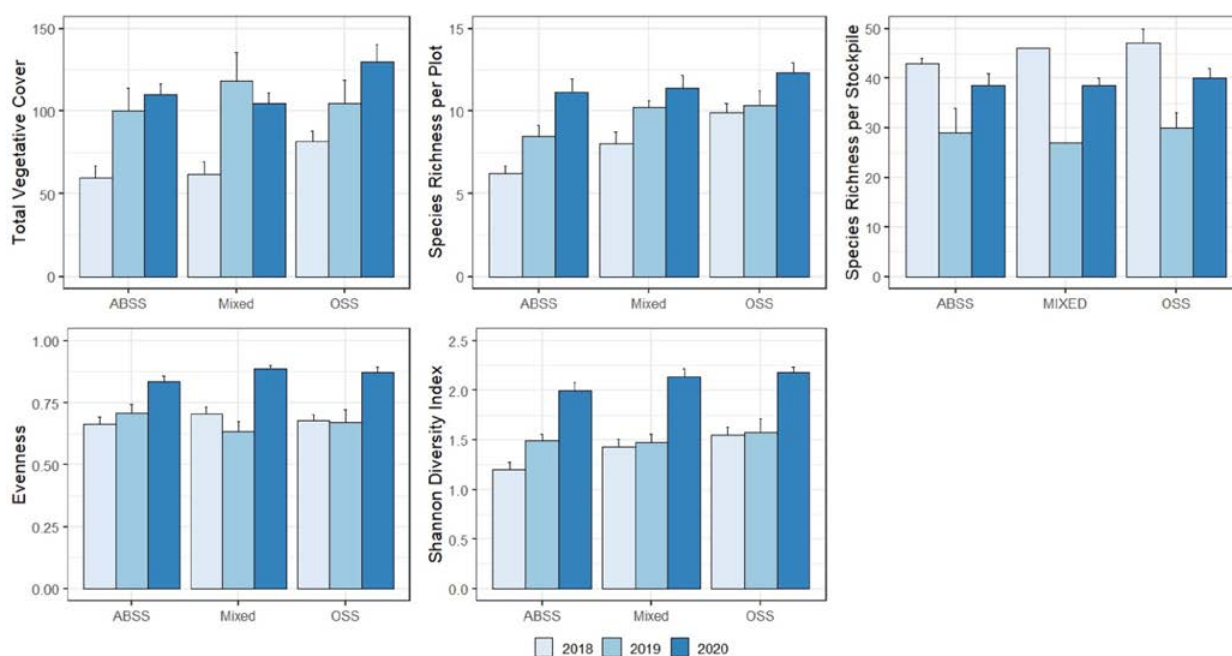 Total Vegetative Cover
150
100
50
0
ABSS Mixed OSS
Species Richness per Plot
15
10
5
0
ABSS Mixed OSS
Species Richness per Stockpile
50
40
30
20
10
0
ABSS MIXED OSS
Evenness
1.00
0.75
0.50
0.25
0.00
ABSS Mixed OSS
Shannon Diversity Index
2.5
2.0
1.5
1.0
0.5
0.0
ABSS Mixed OSS
2018 2019 2020